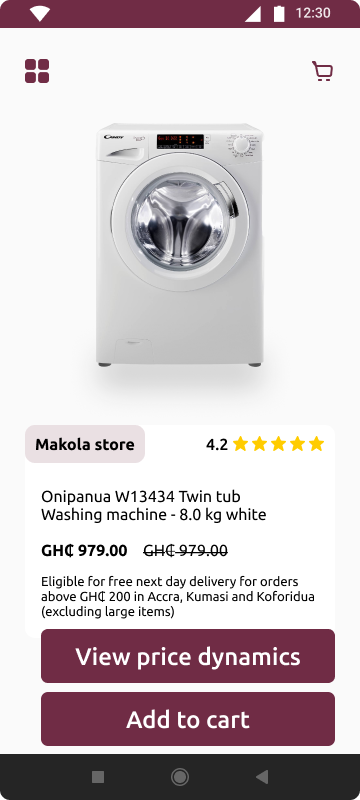 12:30
CANDY
Makola store
4.2
Onipanua W13434 Twin tub
Washing machine - 8.0 kg white
GH₵ 979.00 GH₵ 979.00
Eligible for free next day delivery for orders
above GH₵ 200 in Accra, Kumasi and Koforidua
(excluding large items)
View price dynamics
Add to cart